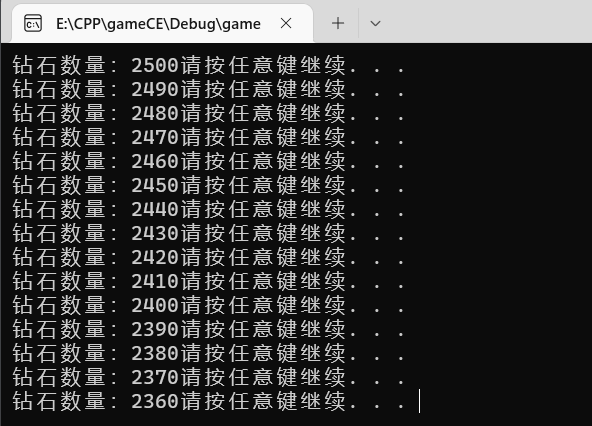 E:\CPP\gameCE\Debug\game
钻石数量：2500请按任意键继续. . .
钻石数量：2490请按任意键继续. . .
钻石数量：2480请按任意键继续. . .
钻石数量：2470请按任意键继续. . .
钻石数量：2460请按任意键继续. . .
钻石数量：2450请按任意键继续. . .
钻石数量：2440请按任意键继续. . .
钻石数量：2430请按任意键继续. . .
钻石数量：2420请按任意键继续. . .
钻石数量：2410请按任意键继续. . .
钻石数量：2400请按任意键继续. . .
钻石数量：2390请按任意键继续. . .
钻石数量：2380请按任意键继续. . .
钻石数量：2370请按任意键继续. . .
钻石数量：2360请按任意键继续. . .